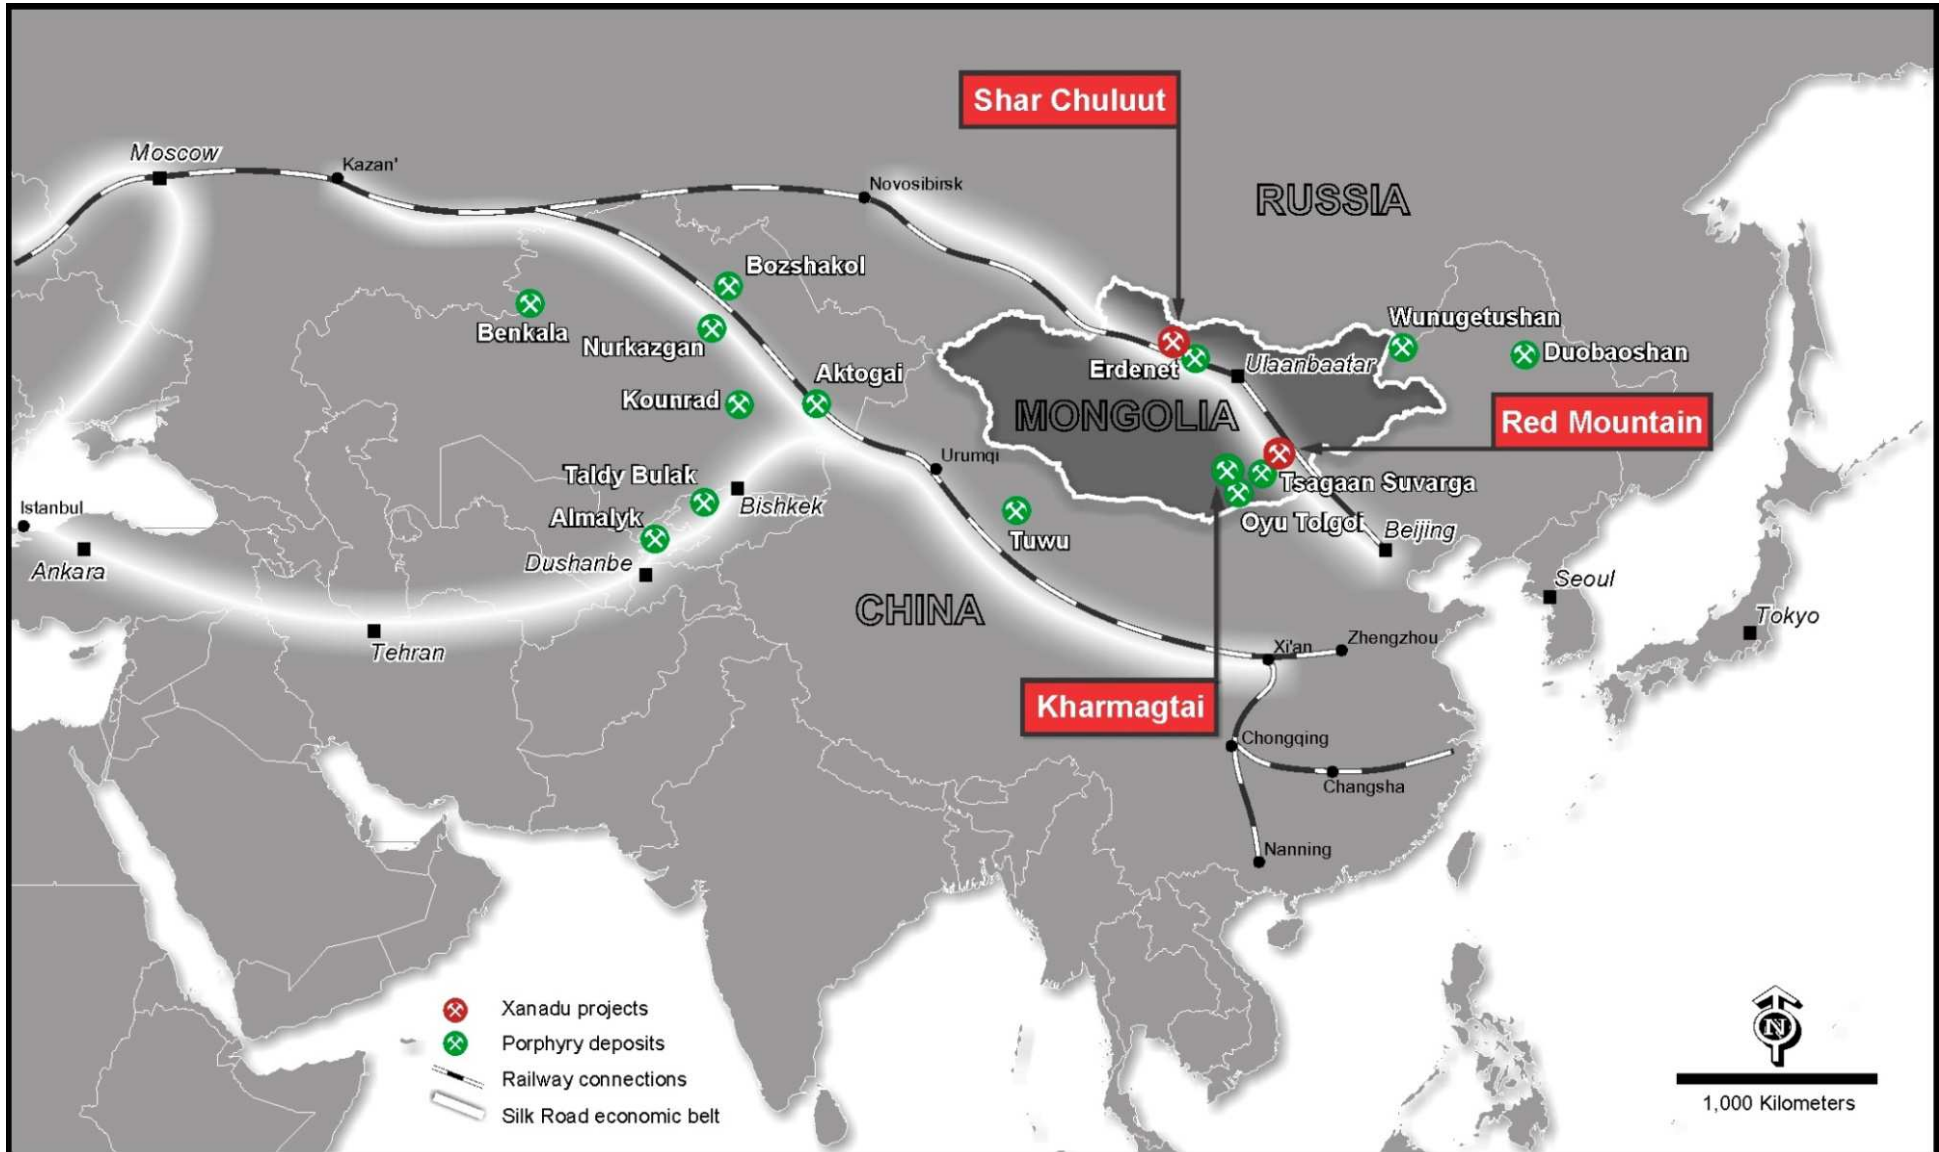 Shar Chuluut
Moscow
Kazan'
Novosibirsk
RUSSIA
Bozshakol
Benkala
Nurkazgan
Wunugetushan
Duobaoshan
Erdenet
Ulaanbaatar
Aktogai
Kounrad
MONGOLIA
Red Mountain
Urumqi
Taldy Bulak
Bishkek
Tsagaan Suvarga
Istanbul
Almalyk
Oyu Tolgoi
Beijing
Tuwu
Ankara
Dushanbe
Seoul
CHINA
Tokyo
Tehran
Xi'an
Zhengzhou
Kharmagtai
Chongqing
Changsha
Nanning
Xanadu projects
Porphyry deposits
Railway connections
Silk Road economic belt
N
1,000 Kilometers